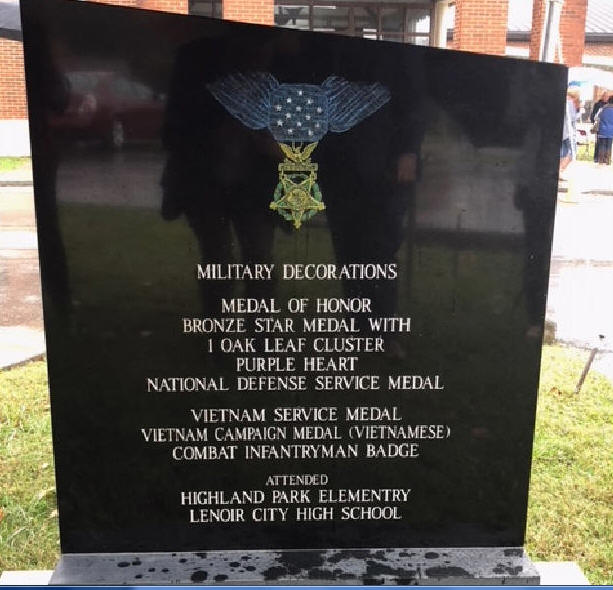 MILITARY DECORATIONS
MEDAL OF HONOR
BRONZE STAR MEDAL WITH
1 OAK LEAF CLUSTER
PURPLE HEART
NATIONAL DEFENSE SERVICE MEDAL
VIETNAM SERVICE MEDAL
VIETNAM CAMPAIGN MEDAL (VIETNAMESE)
COMBAT INFANTRYMAN BADGE
ATTENDED
HIGHLAND PARK ELEMENTRY
LENOIR CITY HIGH SCHOOL